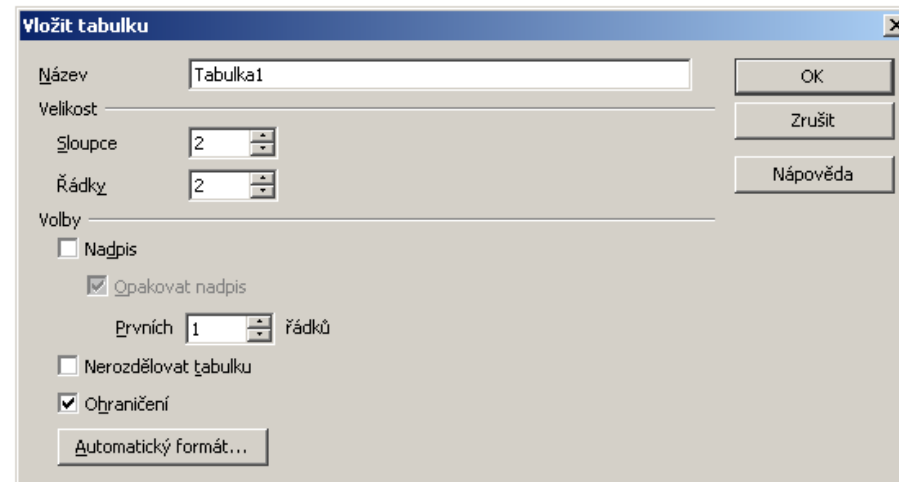 Vložit tabulku
Název Tabulka1
OK
Velikost
Zrušit
Sloupce 2
Řádky 2
Nápověda
Volby
Nadpis
Opakovat nadpis
Prvních 1 řádků
Nerozdělovat tabulku
Ohraničení
Automatický formát...